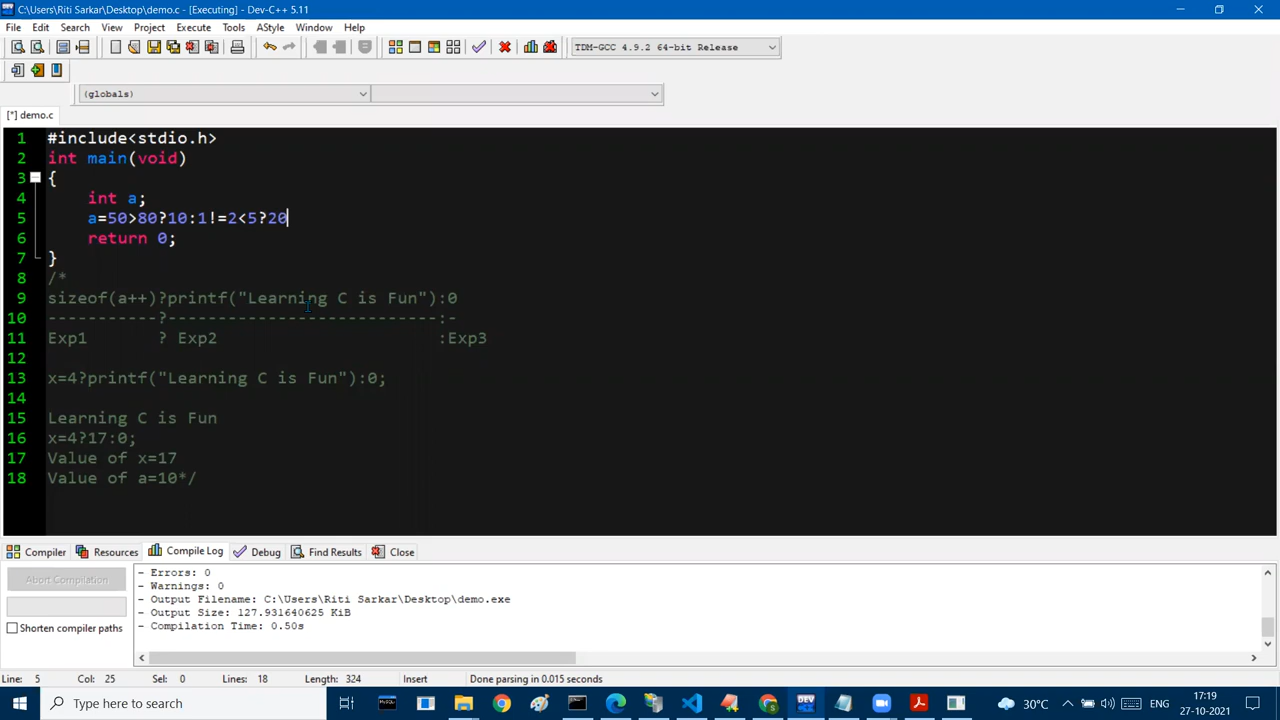 C:\Users\Riti Sarkar\Desktop\demo.c - [Executing] - Dev-C++ 5.11
File Edit Search View Project Execute Tools AStyle Window Help
TDM-GCC 4.9.2 64-bit Release
(globals)
[*] demo.c
1 #include<stdio.h>
2 int main(void)
3 {
4 int a;
5 a=50>80?10:1!=2<5?20
6 return 0;
7 }
8 /*
9 sizeof(a++)?printf("Learning C is Fun"):0
10 -----------?---------------------------:-
11 Exp1 ? Exp2 :Exp3
12
13 x=4?printf("Learning C is Fun"):0;
14
15 Learning C is Fun
16 x=4?17:0;
17 Value of x=17
18 Value of a=10*/
Compiler Resources Compile Log Debug Find Results Close
Abort Compilation
Shorten compiler paths
- Errors: 0
- Warnings: 0
- Output Filename: C:\Users\Riti Sarkar\Desktop\demo.exe
- Output Size: 127.931640625 KiB
- Compilation Time: 0.50s
Line: 5 Col: 25 Sel: 0 Lines: 18 Length: 324 Insert Done parsing in 0.015 seconds
Type here to search
30°C
ENG
17:19
27-10-2021